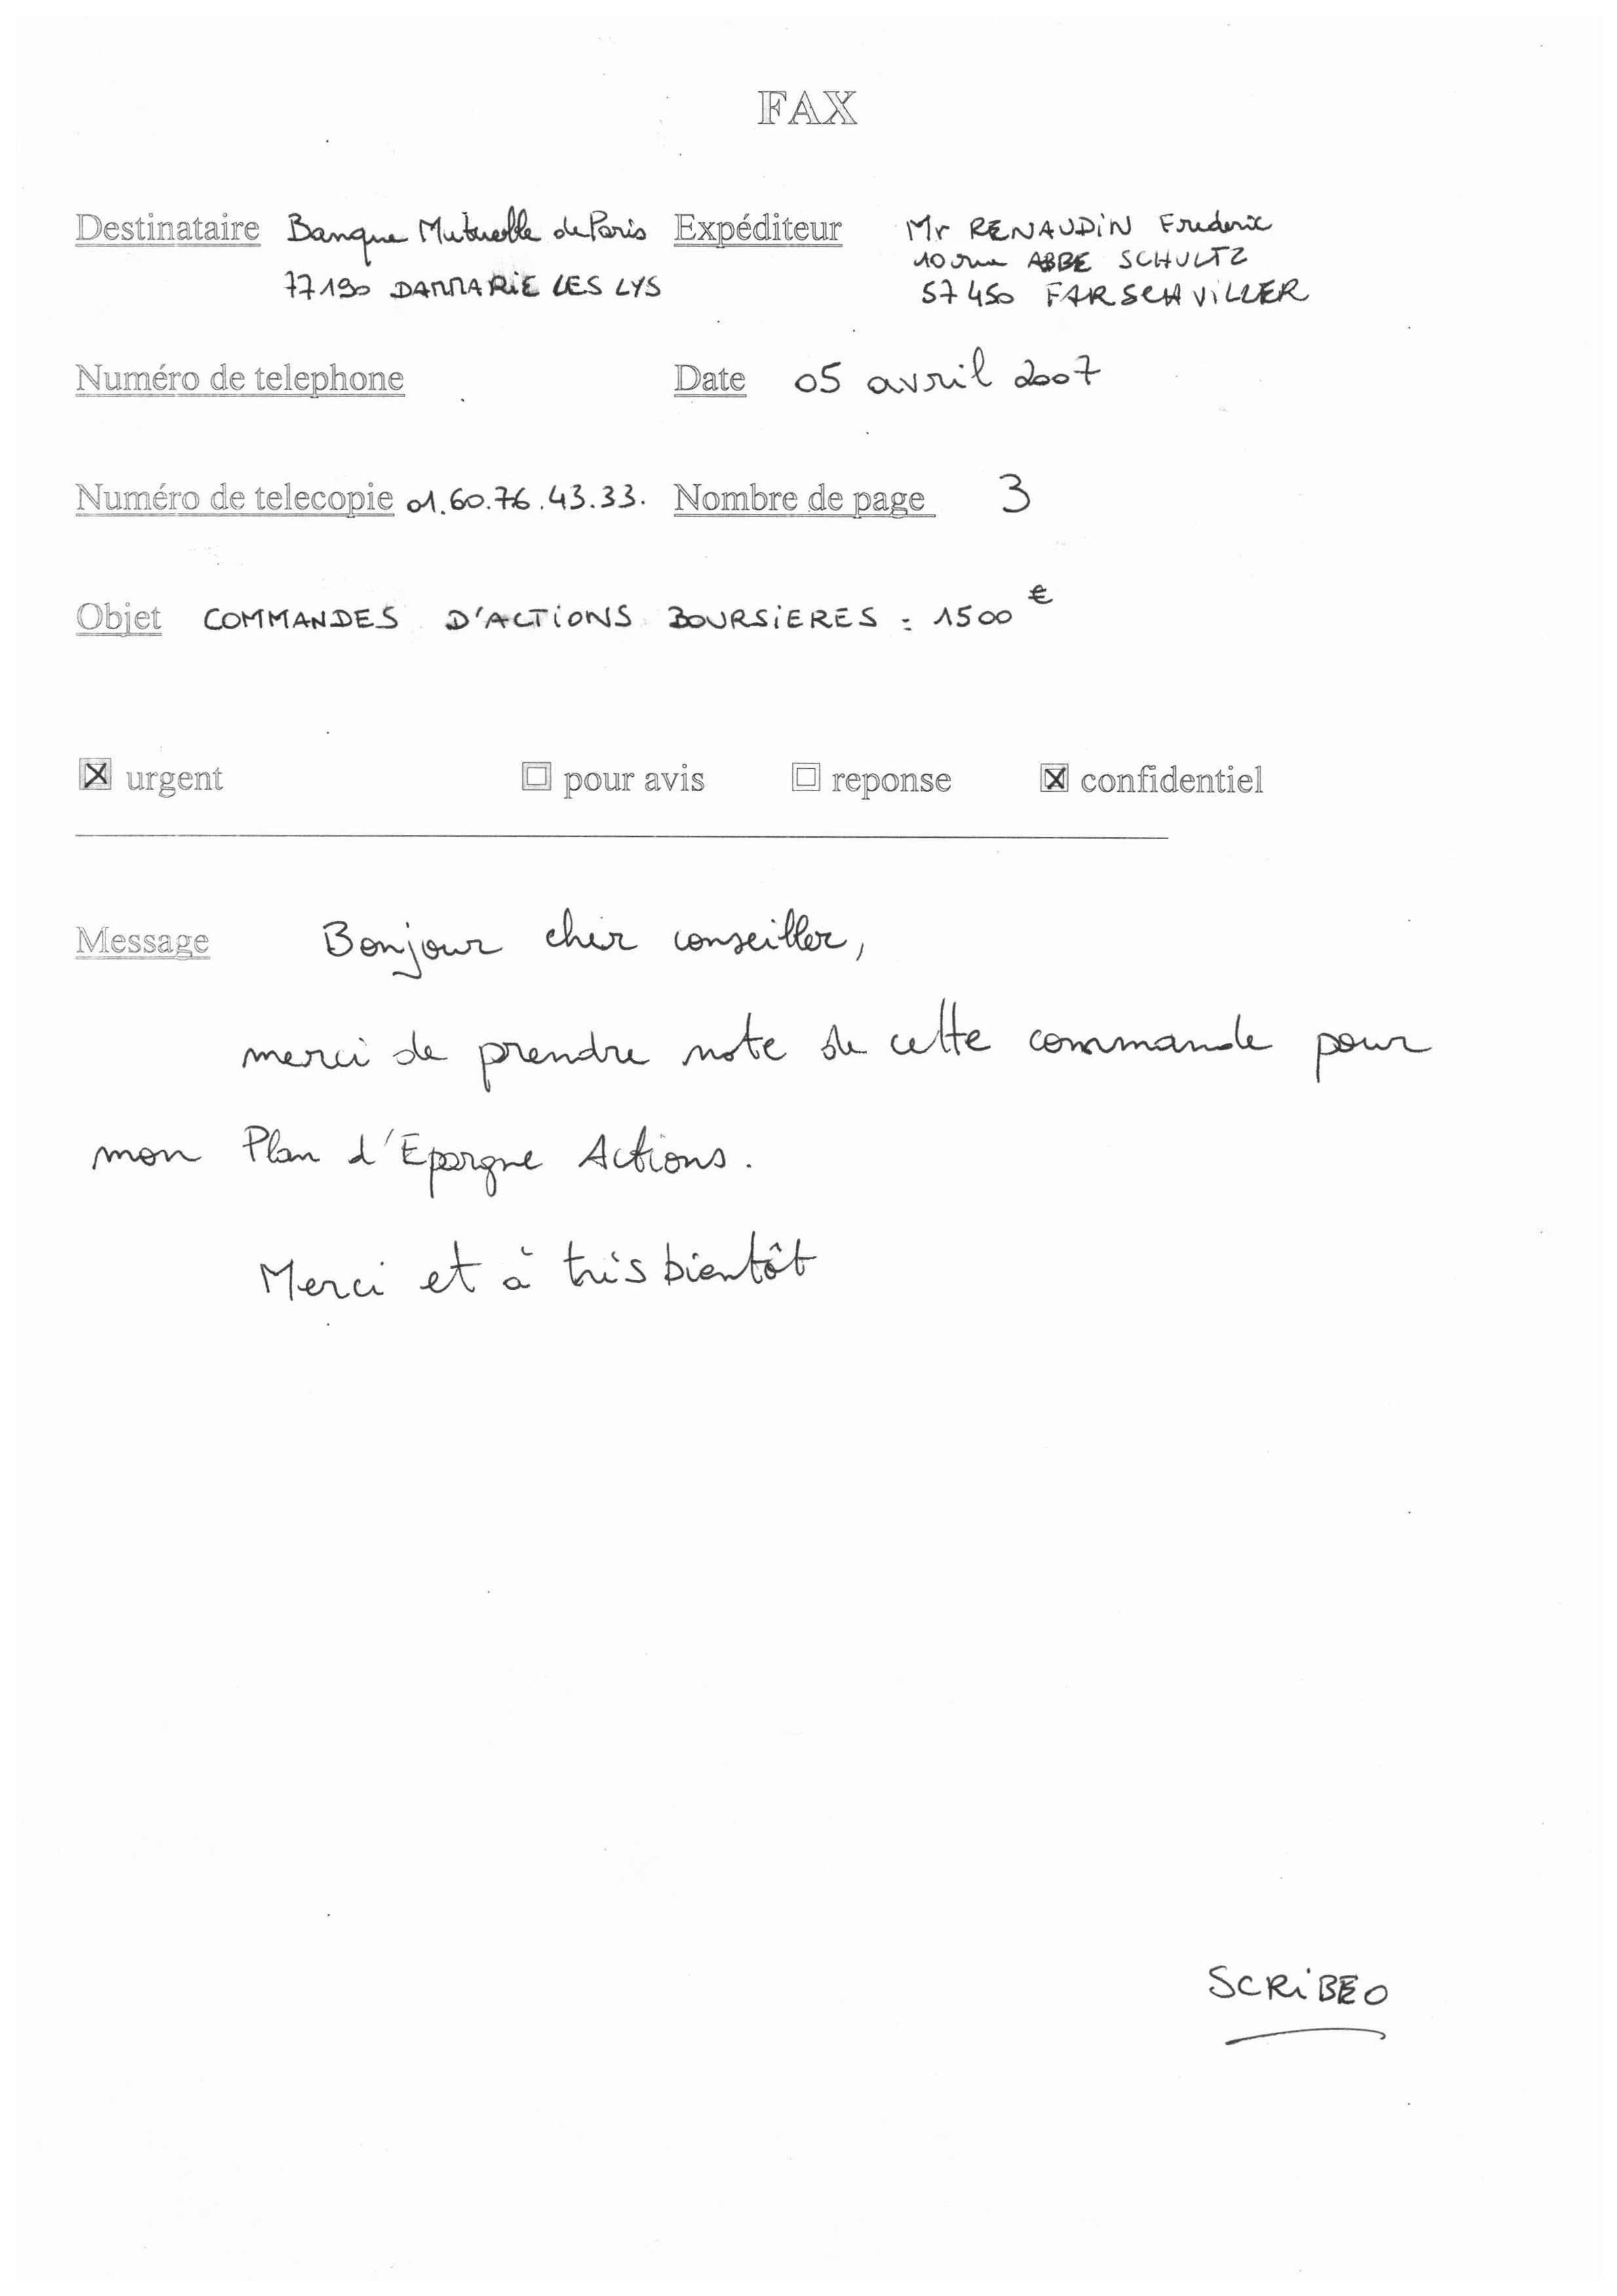 FAX
Destinataire Banque Mutuelle de Paris Expéditeur Mr RENAUDIN Frederic
10 rue ABBE SCHULTZ
77190 DAMMARIE LES LYS 57450 FARSCHVILLER
Numéro de telephone Date 05 avril 2007
Numéro de telecopie 01.60.76.43.33. Nombre de page 3
Objet COMMANDES D'ACTIONS BOURSIERES : 1500 €
☒ urgent ☐ pour avis ☐ reponse ☒ confidentiel
Message Bonjour cher conseiller,
merci de prendre note de cette commande pour
mon Plan d'Epargne Actions.
Merci et à très bientôt
SCRIBEO